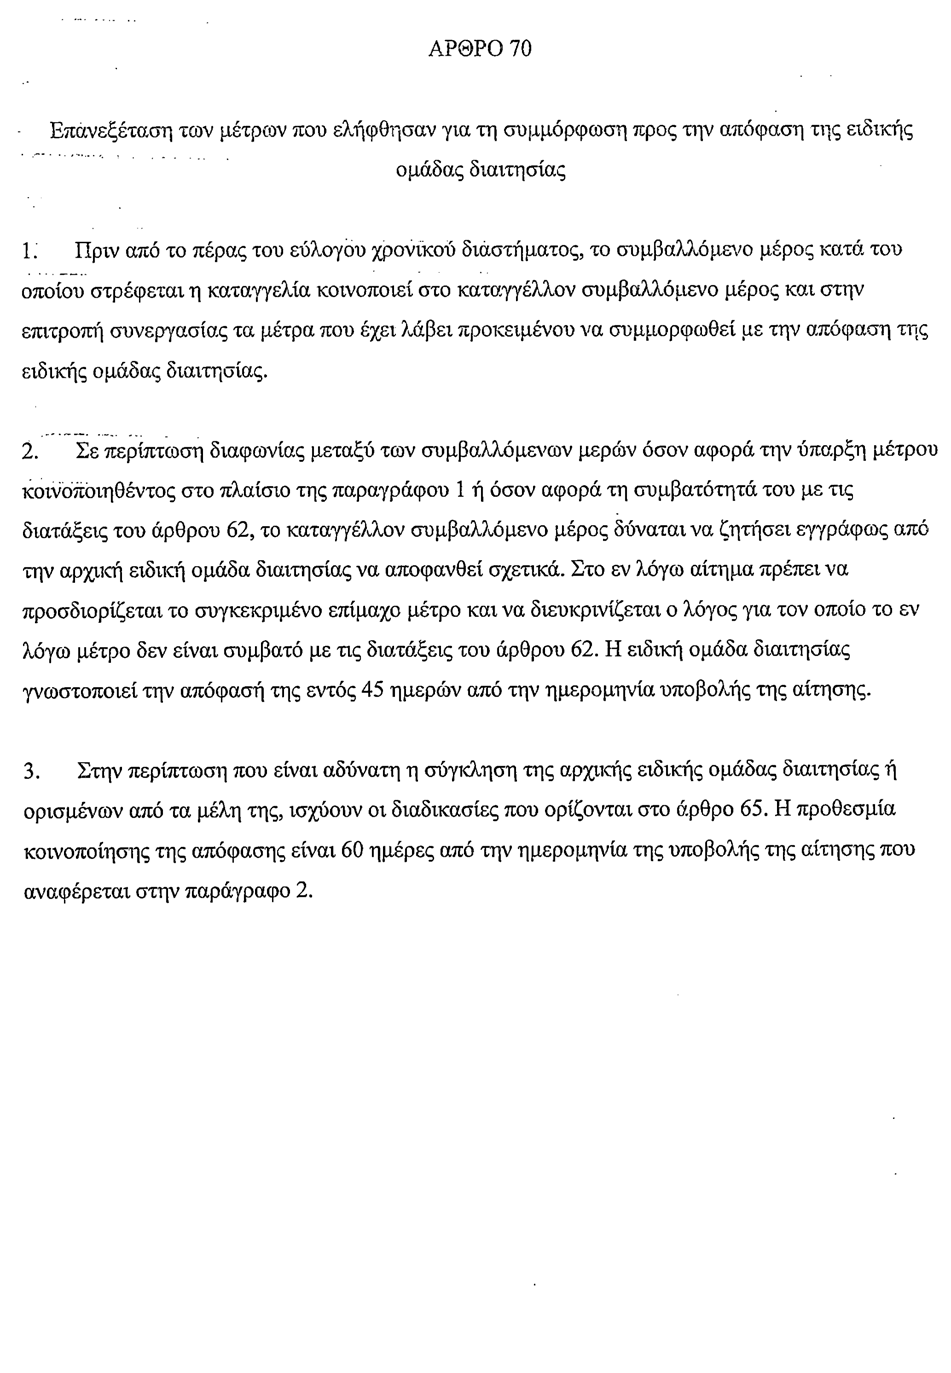 ΑΡΘΡΟ 70
Επανεξέταση των μέτρων που ελήφθησαν για τη συμμόρφωση προς την απόφαση της ειδικής
ομάδας διαιτησίας
1. Πριν από το πέρας του εύλογου χρονικού διαστήματος, το συμβαλλόμενο μέρος κατά του
οποίου στρέφεται η καταγγελία κοινοποιεί στο καταγγέλλον συμβαλλόμενο μέρος και στην
επιτροπή συνεργασίας τα μέτρα που έχει λάβει προκειμένου να συμμορφωθεί με την απόφαση της
ειδικής ομάδας διαιτησίας.
2. Σε περίπτωση διαφωνίας μεταξύ των συμβαλλόμενων μερών όσον αφορά την ύπαρξη μέτρου
κοινοποιηθέντος στο πλαίσιο της παραγράφου 1 ή όσον αφορά τη συμβατότητά του με τις
διατάξεις του άρθρου 62, το καταγγέλλον συμβαλλόμενο μέρος δύναται να ζητήσει εγγράφως από
την αρχική ειδική ομάδα διαιτησίας να αποφανθεί σχετικά. Στο εν λόγω αίτημα πρέπει να
προσδιορίζεται το συγκεκριμένο επίμαχο μέτρο και να διευκρινίζεται ο λόγος για τον οποίο το εν
λόγω μέτρο δεν είναι συμβατό με τις διατάξεις του άρθρου 62. Η ειδική ομάδα διαιτησίας
γνωστοποιεί την απόφασή της εντός 45 ημερών από την ημερομηνία υποβολής της αίτησης.
3. Στην περίπτωση που είναι αδύνατη η σύγκληση της αρχικής ειδικής ομάδας διαιτησίας ή
ορισμένων από τα μέλη της, ισχύουν οι διαδικασίες που ορίζονται στο άρθρο 65. Η προθεσμία
κοινοποίησης της απόφασης είναι 60 ημέρες από την ημερομηνία της υποβολής της αίτησης που
αναφέρεται στην παράγραφο 2.